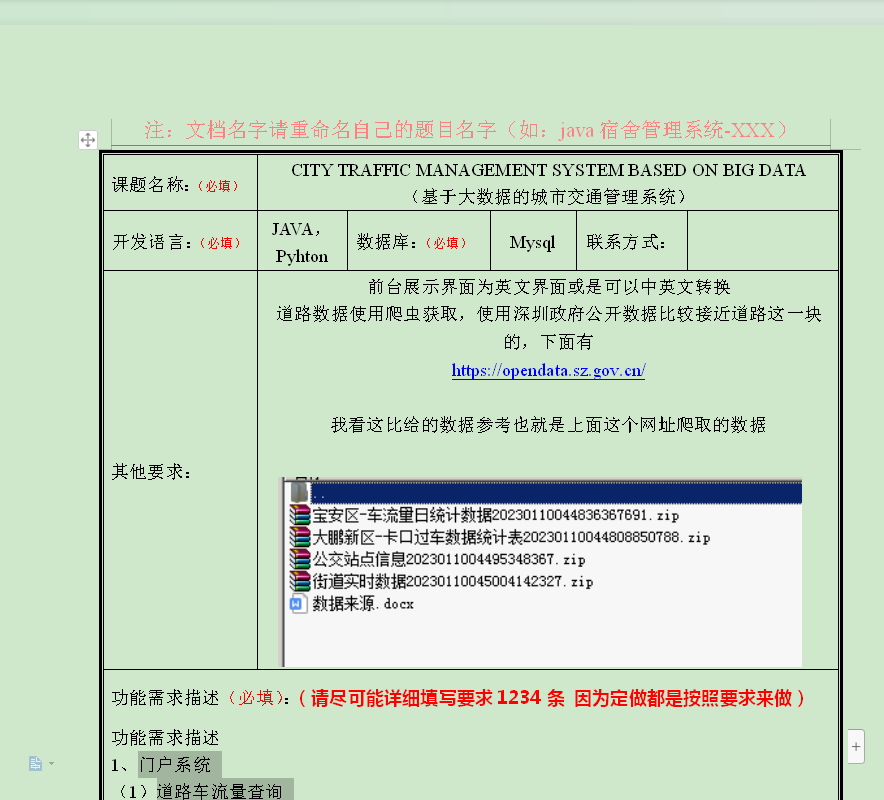 注：文档名字请重命名自己的题目名字（如：java 宿舍管理系统-XXX）
课题名称：（必填）
CITY TRAFFIC MANAGEMENT SYSTEM BASED ON BIG DATA
（基于大数据的城市交通管理系统）
开发语言：（必填）
JAVA，
Pyhton
数据库：（必填）
Mysql
联系方式：
其他要求：
前台展示界面为英文界面或是可以中英文转换
道路数据使用爬虫获取，使用深圳政府公开数据比较接近道路这一块
的，下面有
https://opendata.sz.gov.cn/
我看这比给的数据参考也就是上面这个网址爬取的数据
..
宝安区-车流量日统计数据20230110044836367691.zip
大鹏新区-卡口过车数据统计表20230110044808850788.zip
公交站点信息2023011004495348367.zip
街道实时数据20230110045004142327.zip
数据来源.docx
功能需求描述（必填）：（请尽可能详细填写要求 1234 条 因为定做都是按照要求来做）
功能需求描述
1、门户系统
（1）道路车流量查询